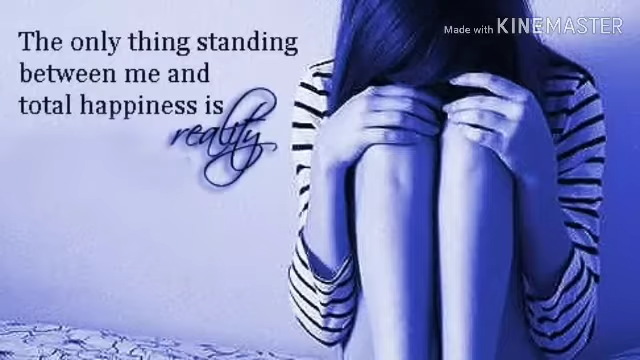 Made with KINEMASTER
The only thing standing
between me and
total happiness is
reality